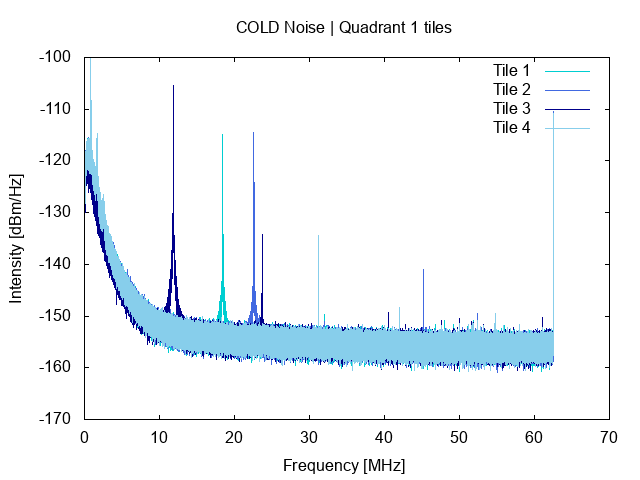 COLD Noise | Quadrant 1 tiles
Tile 1
Tile 2
Tile 3
Tile 4
Intensity [dBm/Hz]
-100
-110
-120
-130
-140
-150
-160
-170
0 10 20 30 40 50 60 70
Frequency [MHz]